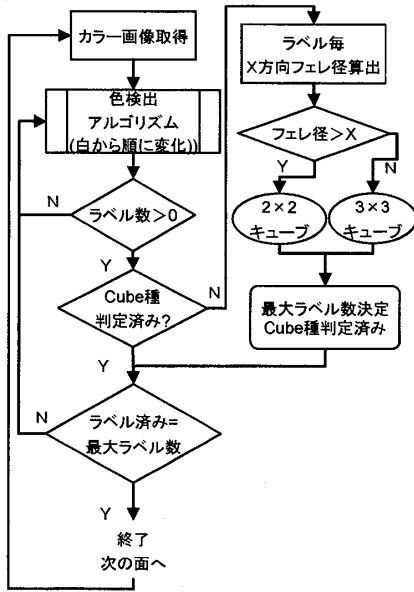 カラー画像取得
色検出
アルゴリズム
(白から順に変化))
N
ラベル数>0
Y
Cube種
判定済み?
N
Y
N
ラベル済み=
最大ラベル数
Y
終了
次の面へ
ラベル毎
X方向フェレ径算出
フェレ径>X
Y
N
2×2
キューブ
3×3
キューブ
最大ラベル数決定
Cube種判定済み